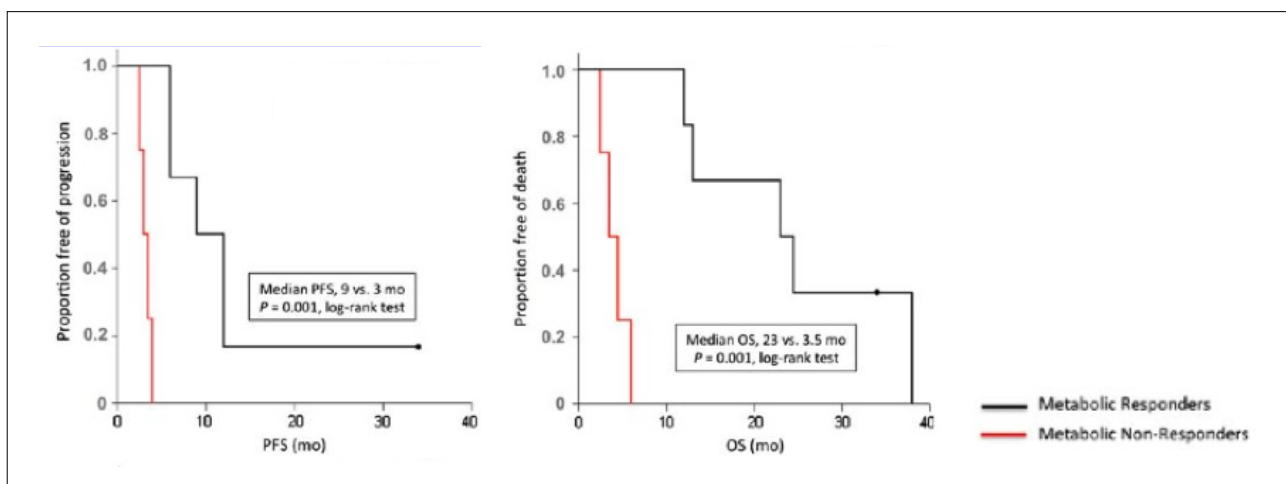 Proportion free of progression
1.0
0.8
0.6
0.4
0.2
0
0 10 20 30 40
PFS (mo)
Median PFS, 9 vs. 3 mo
P = 0.001, log-rank test
Proportion free of death
1.0
0.8
0.6
0.4
0.2
0
0 10 20 30 40
OS (mo)
Median OS, 23 vs. 3.5 mo
P = 0.001, log-rank test
Metabolic Responders
Metabolic Non-Responders